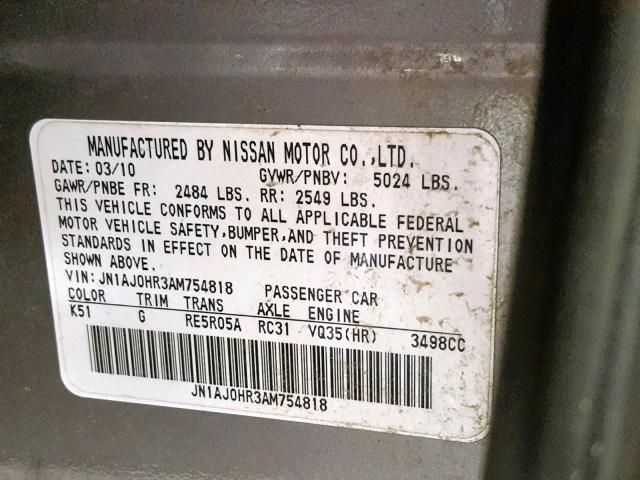 MANUFACTURED BY NISSAN MOTOR CO.,LTD.
DATE: 03/10 GVWR/PNBV: 5024 LBS.
GAWR/PNBE FR: 2484 LBS. RR: 2549 LBS.
THIS VEHICLE CONFORMS TO ALL APPLICABLE FEDERAL
MOTOR VEHICLE SAFETY,BUMPER,AND THEFT PREVENTION
STANDARDS IN EFFECT ON THE DATE OF MANUFACTURE
SHOWN ABOVE.
VIN: JN1AJ0HR3AM754818 PASSENGER CAR
COLOR TRIM TRANS AXLE ENGINE
K51 G RE5R05A RC31 VQ35(HR) 3498CC
JN1AJ0HR3AM754818